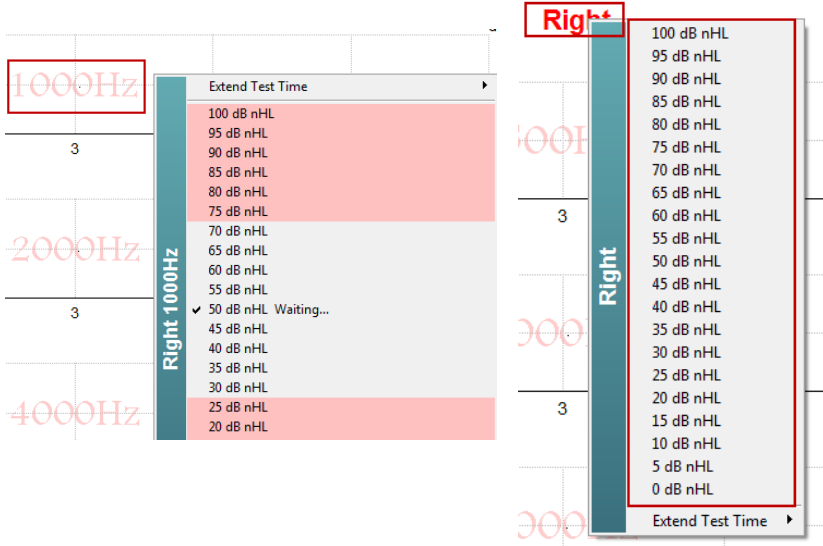 1000Hz
3
2000Hz
3
4000Hz
Right 1000Hz
Extend Test Time
100 dB nHL
95 dB nHL
90 dB nHL
85 dB nHL
80 dB nHL
75 dB nHL
70 dB nHL
65 dB nHL
60 dB nHL
55 dB nHL
50 dB nHL Waiting...
45 dB nHL
40 dB nHL
35 dB nHL
30 dB nHL
25 dB nHL
20 dB nHL
Right
3
3
Right
100 dB nHL
95 dB nHL
90 dB nHL
85 dB nHL
80 dB nHL
75 dB nHL
70 dB nHL
65 dB nHL
60 dB nHL
55 dB nHL
50 dB nHL
45 dB nHL
40 dB nHL
35 dB nHL
30 dB nHL
25 dB nHL
20 dB nHL
15 dB nHL
10 dB nHL
5 dB nHL
0 dB nHL
Extend Test Time